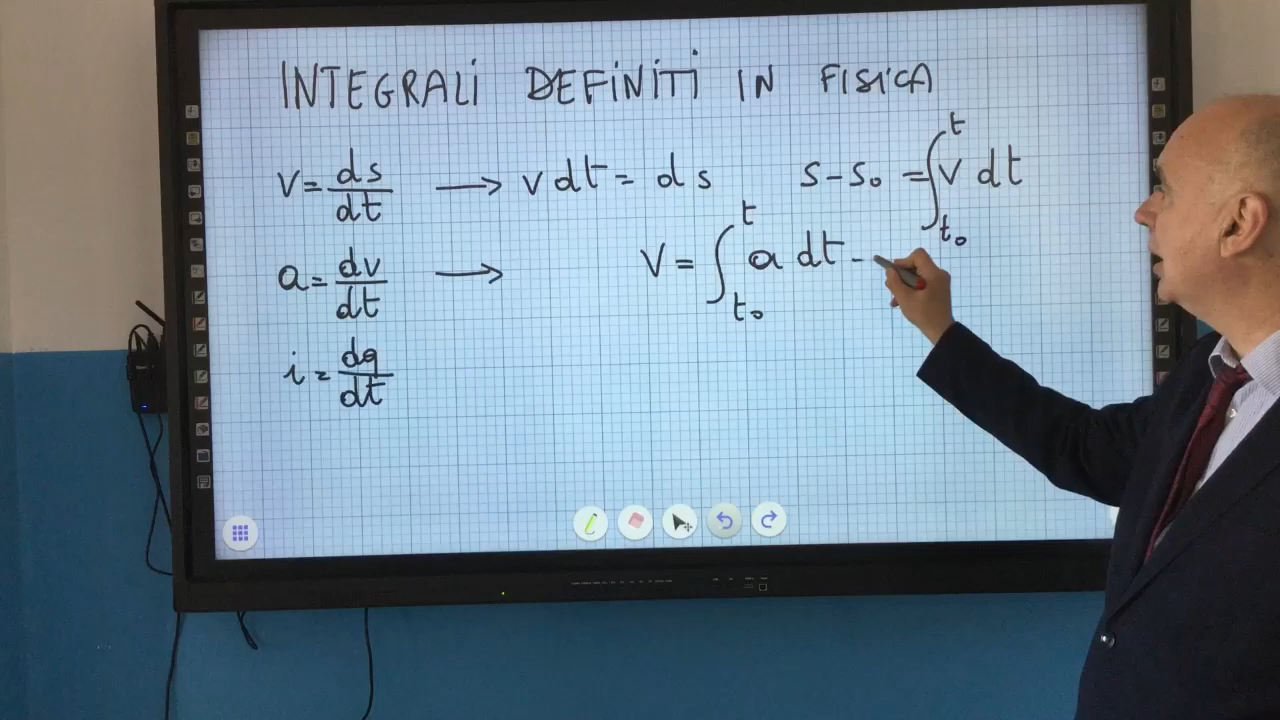 INTEGRALI DEFINITI IN FISICA
v = ds/dt → v dt = ds s - s₀ = ∫_{t₀}^{t} v dt
a = dv/dt → v = ∫_{t₀}^{t} a dt -
i = dq/dt